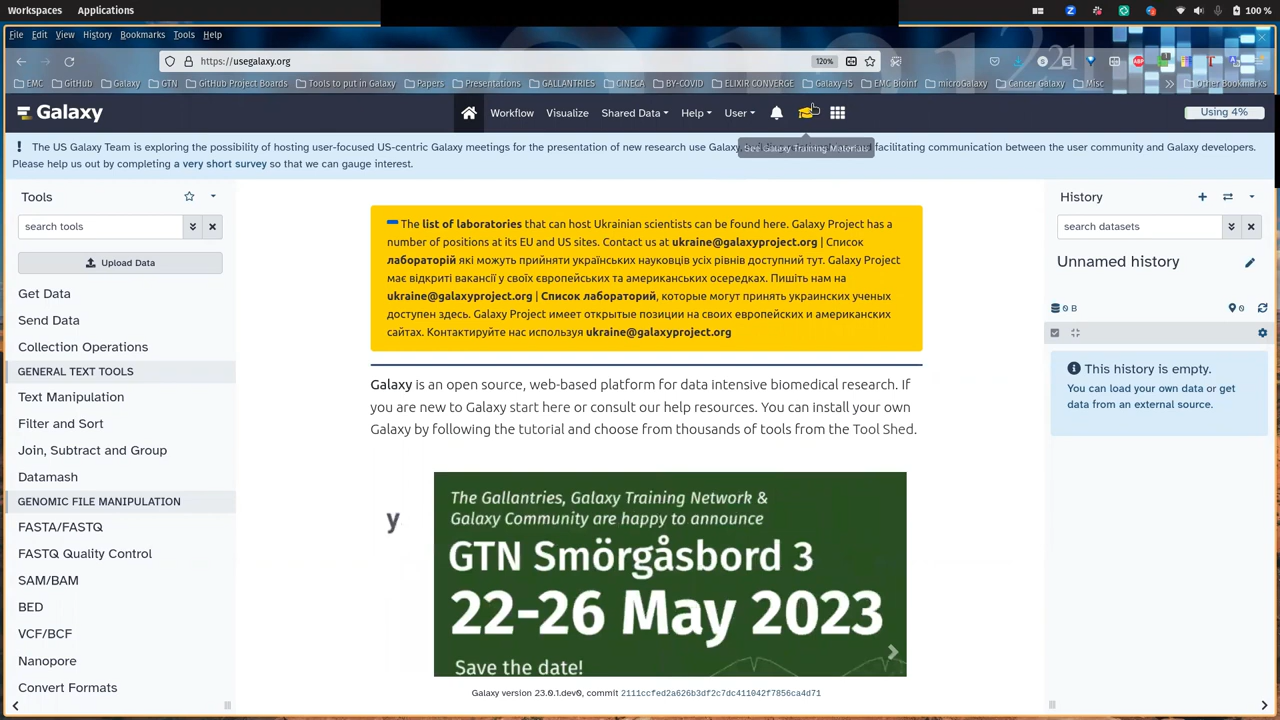 Workspaces Applications
100 %
File Edit View History Bookmarks Tools Help
https://usegalaxy.org 120%
EMC GitHub Galaxy GTN GitHub Project Boards Tools to put in Galaxy Papers Presentations GALLANTRIES CINECA BY-COVID ELIXIR CONVERGE Galaxy-IS EMC Bioinf microGalaxy Cancer Galaxy Misc Other Bookmarks
Galaxy Workflow Visualize Shared Data Help User Using 4%
See Galaxy Training Materials
The US Galaxy Team is exploring the possibility of hosting user-focused US-centric Galaxy meetings for the presentation of new research use Galaxy facilitating communication between the user community and Galaxy developers.
Please help us out by completing a very short survey so that we can gauge interest.
Tools
search tools
Upload Data
Get Data
Send Data
Collection Operations
GENERAL TEXT TOOLS
Text Manipulation
Filter and Sort
Join, Subtract and Group
Datamash
GENOMIC FILE MANIPULATION
FASTA/FASTQ
FASTQ Quality Control
SAM/BAM
BED
VCF/BCF
Nanopore
Convert Formats
The list of laboratories that can host Ukrainian scientists can be found here. Galaxy Project has a
number of positions at its EU and US sites. Contact us at ukraine@galaxyproject.org | Список
лабораторій які можуть прийняти українських науковців усіх рівнів доступний тут. Galaxy Project
має відкриті вакансії у своїх європейських та американських осередках. Пишіть нам на
ukraine@galaxyproject.org | Список лабораторий, которые могут принять украинских ученых
доступен здесь. Galaxy Project имеет открытые позиции на своих европейских и американских
сайтах. Контактируйте нас используя ukraine@galaxyproject.org
Galaxy is an open source, web-based platform for data intensive biomedical research. If
you are new to Galaxy start here or consult our help resources. You can install your own
Galaxy by following the tutorial and choose from thousands of tools from the Tool Shed.
y
The Gallantries, Galaxy Training Network &
Galaxy Community are happy to announce
GTN Smörgåsbord 3
22-26 May 2023
Save the date!
Galaxy version 23.0.1.dev0, commit 2111ccfed2a626b3df2c7dc411042f7856ca4d71
History
search datasets
Unnamed history
0 B 0
This history is empty.
You can load your own data or get
data from an external source.